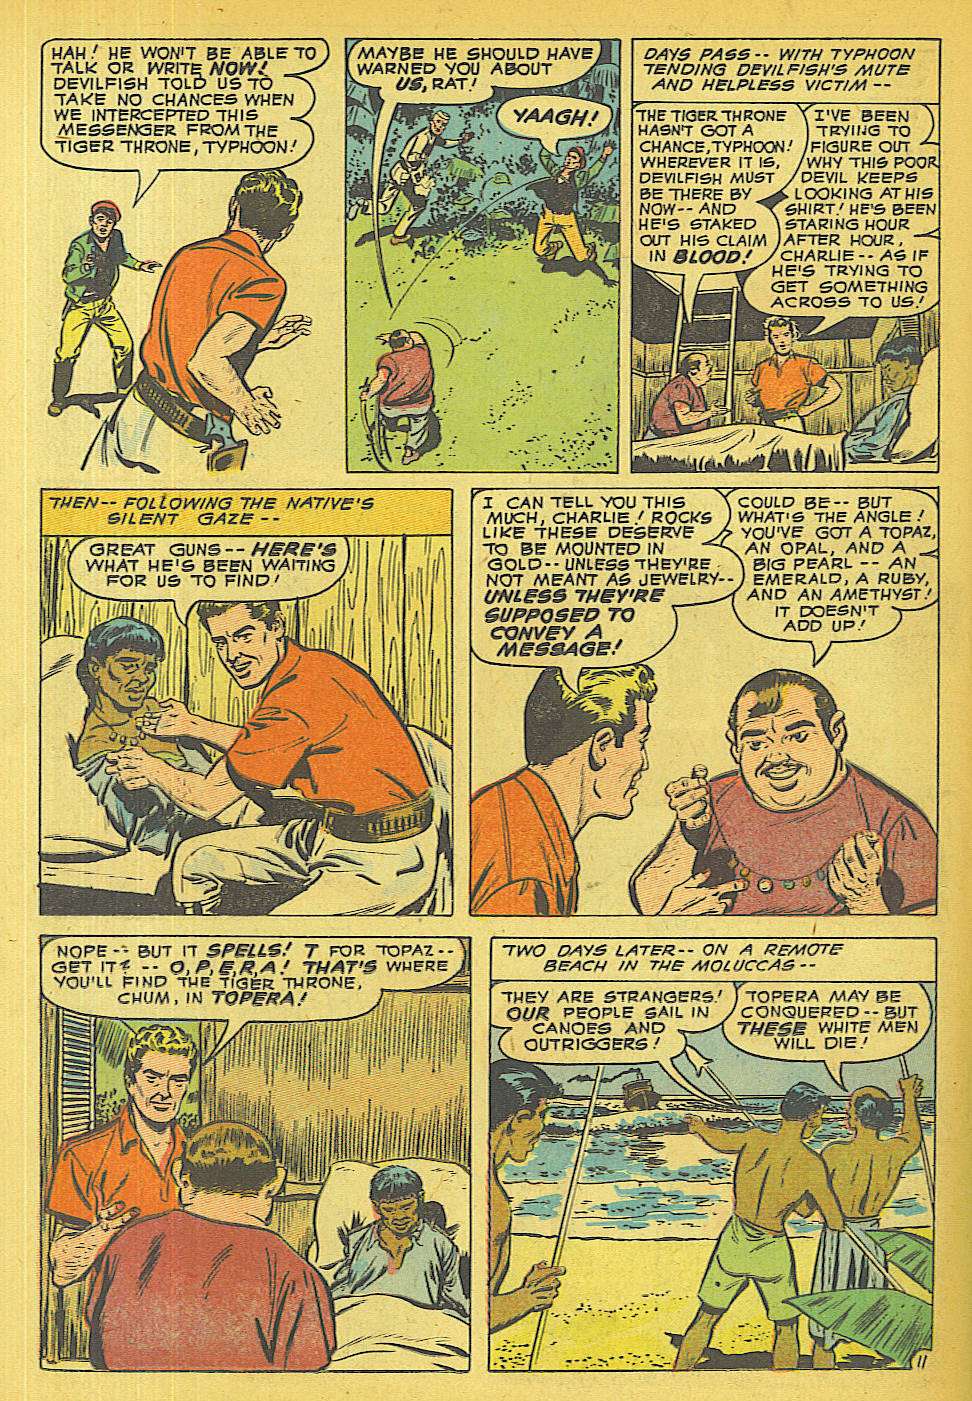 HAH! HE WON'T BE ABLE TO
TALK OR WRITE NOW!
DEVILFISH TOLD US TO
TAKE NO CHANCES WHEN
WE INTERCEPTED THIS
MESSENGER FROM THE
TIGER THRONE, TYPHOON!
MAYBE HE SHOULD HAVE
WARNED YOU ABOUT
US, RAT!
YAAGH!
DAYS PASS-- WITH TYPHOON
TENDING DEVILFISH'S MUTE
AND HELPLESS VICTIM --
THE TIGER THRONE
HASN'T GOT A
CHANCE, TYPHOON!
WHEREVER IT IS,
DEVILFISH MUST
BE THERE BY
NOW-- AND
HE'S STAKED
OUT HIS CLAIM
IN BLOOD!
I'VE BEEN
TRYING TO
FIGURE OUT
WHY THIS POOR
DEVIL KEEPS
LOOKING AT HIS
SHIRT! HE'S BEEN
STARING HOUR
AFTER HOUR,
CHARLIE-- AS IF
HE'S TRYING TO
GET SOMETHING
ACROSS TO US!
THEN-- FOLLOWING THE NATIVE'S
SILENT GAZE --
GREAT GUNS-- HERE'S
WHAT HE'S BEEN WAITING
FOR US TO FIND!
I CAN TELL YOU THIS
MUCH, CHARLIE! ROCKS
LIKE THESE DESERVE
TO BE MOUNTED IN
GOLD-- UNLESS THEY'RE
NOT MEANT AS JEWELRY--
UNLESS THEY'RE
SUPPOSED TO
CONVEY A
MESSAGE!
COULD BE-- BUT
WHAT'S THE ANGLE!
YOU'VE GOT A TOPAZ,
AN OPAL, AND A
BIG PEARL-- AN
EMERALD, A RUBY,
AND AN AMETHYST!
IT DOESN'T
ADD UP!
NOPE-- BUT IT SPELLS! T FOR TOPAZ--
GET IT? -- O, P, E, R, A! THAT'S WHERE
YOU'LL FIND THE TIGER THRONE,
CHUM, IN TOPERA!
TWO DAYS LATER-- ON A REMOTE
BEACH IN THE MOLUCCAS--
THEY ARE STRANGERS!
OUR PEOPLE SAIL IN
CANOES AND
OUTRIGGERS!
TOPERA MAY BE
CONQUERED-- BUT
THESE WHITE MEN
WILL DIE!
11